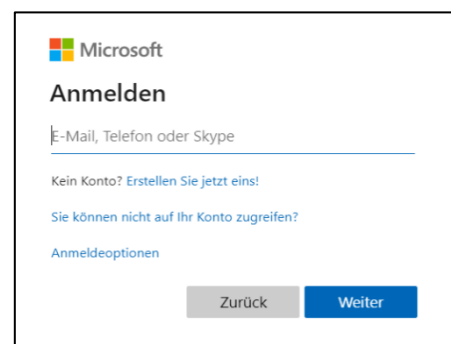 Microsoft
Anmelden
E-Mail, Telefon oder Skype
Kein Konto? Erstellen Sie jetzt eins!
Sie können nicht auf Ihr Konto zugreifen?
Anmeldeoptionen
Zurück Weiter